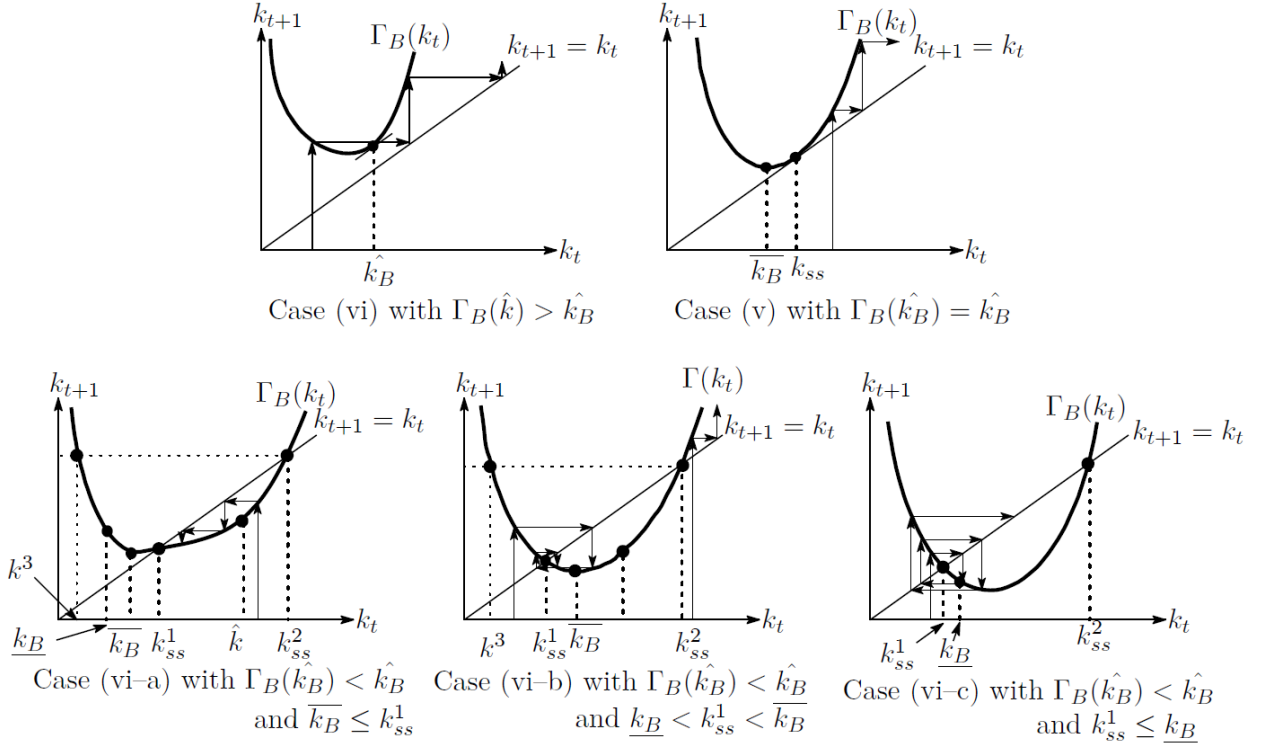 k_{t+1}
Γ_B(k_t)
k_{t+1} = k_t
k_t
\hat{k_B}
Case (vi) with Γ_B(\hat{k}) > \hat{k_B}
k_{t+1}
Γ_B(k_t)
k_{t+1} = k_t
k_t
\overline{k_B} k_{ss}
Case (v) with Γ_B(\hat{k_B}) = \hat{k_B}
k_{t+1}
Γ_B(k_t)
k_{t+1} = k_t
k^3
k_t
\underline{k_B} \overline{k_B} k^1_{ss} \hat{k} k^2_{ss}
Case (vi–a) with Γ_B(\hat{k_B}) < \hat{k_B}
and \overline{k_B} ≤ k^1_{ss}
k_{t+1}
Γ(k_t)
k_{t+1} = k_t
k_t
k^3 k^1_{ss} \overline{k_B} k^2_{ss}
Case (vi–b) with Γ_B(\hat{k_B}) < \hat{k_B}
and \underline{k_B} < k^1_{ss} < \overline{k_B}
k_{t+1}
Γ_B(k_t)
k_{t+1} = k_t
k_t
k^1_{ss} \underline{k_B} k^2_{ss}
Case (vi–c) with Γ_B(\hat{k_B}) < \hat{k_B}
and k^1_{ss} ≤ \underline{k_B}